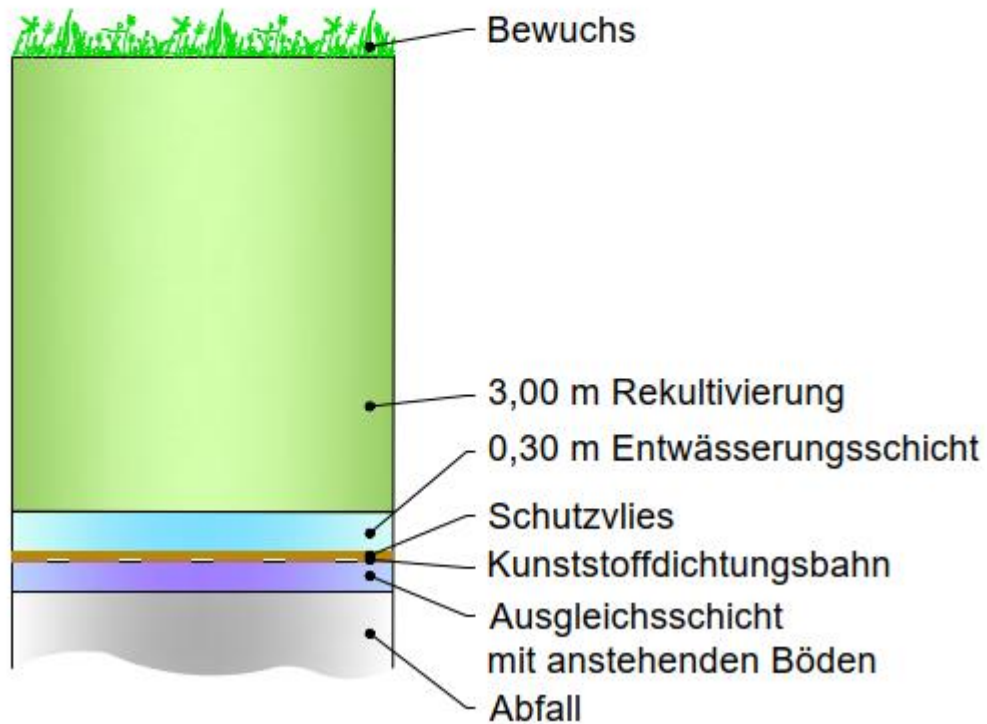 Bewuchs
3,00 m Rekultivierung
0,30 m Entwässerungsschicht
Schutzvlies
Kunststoffdichtungsbahn
Ausgleichsschicht
mit anstehenden Böden
Abfall